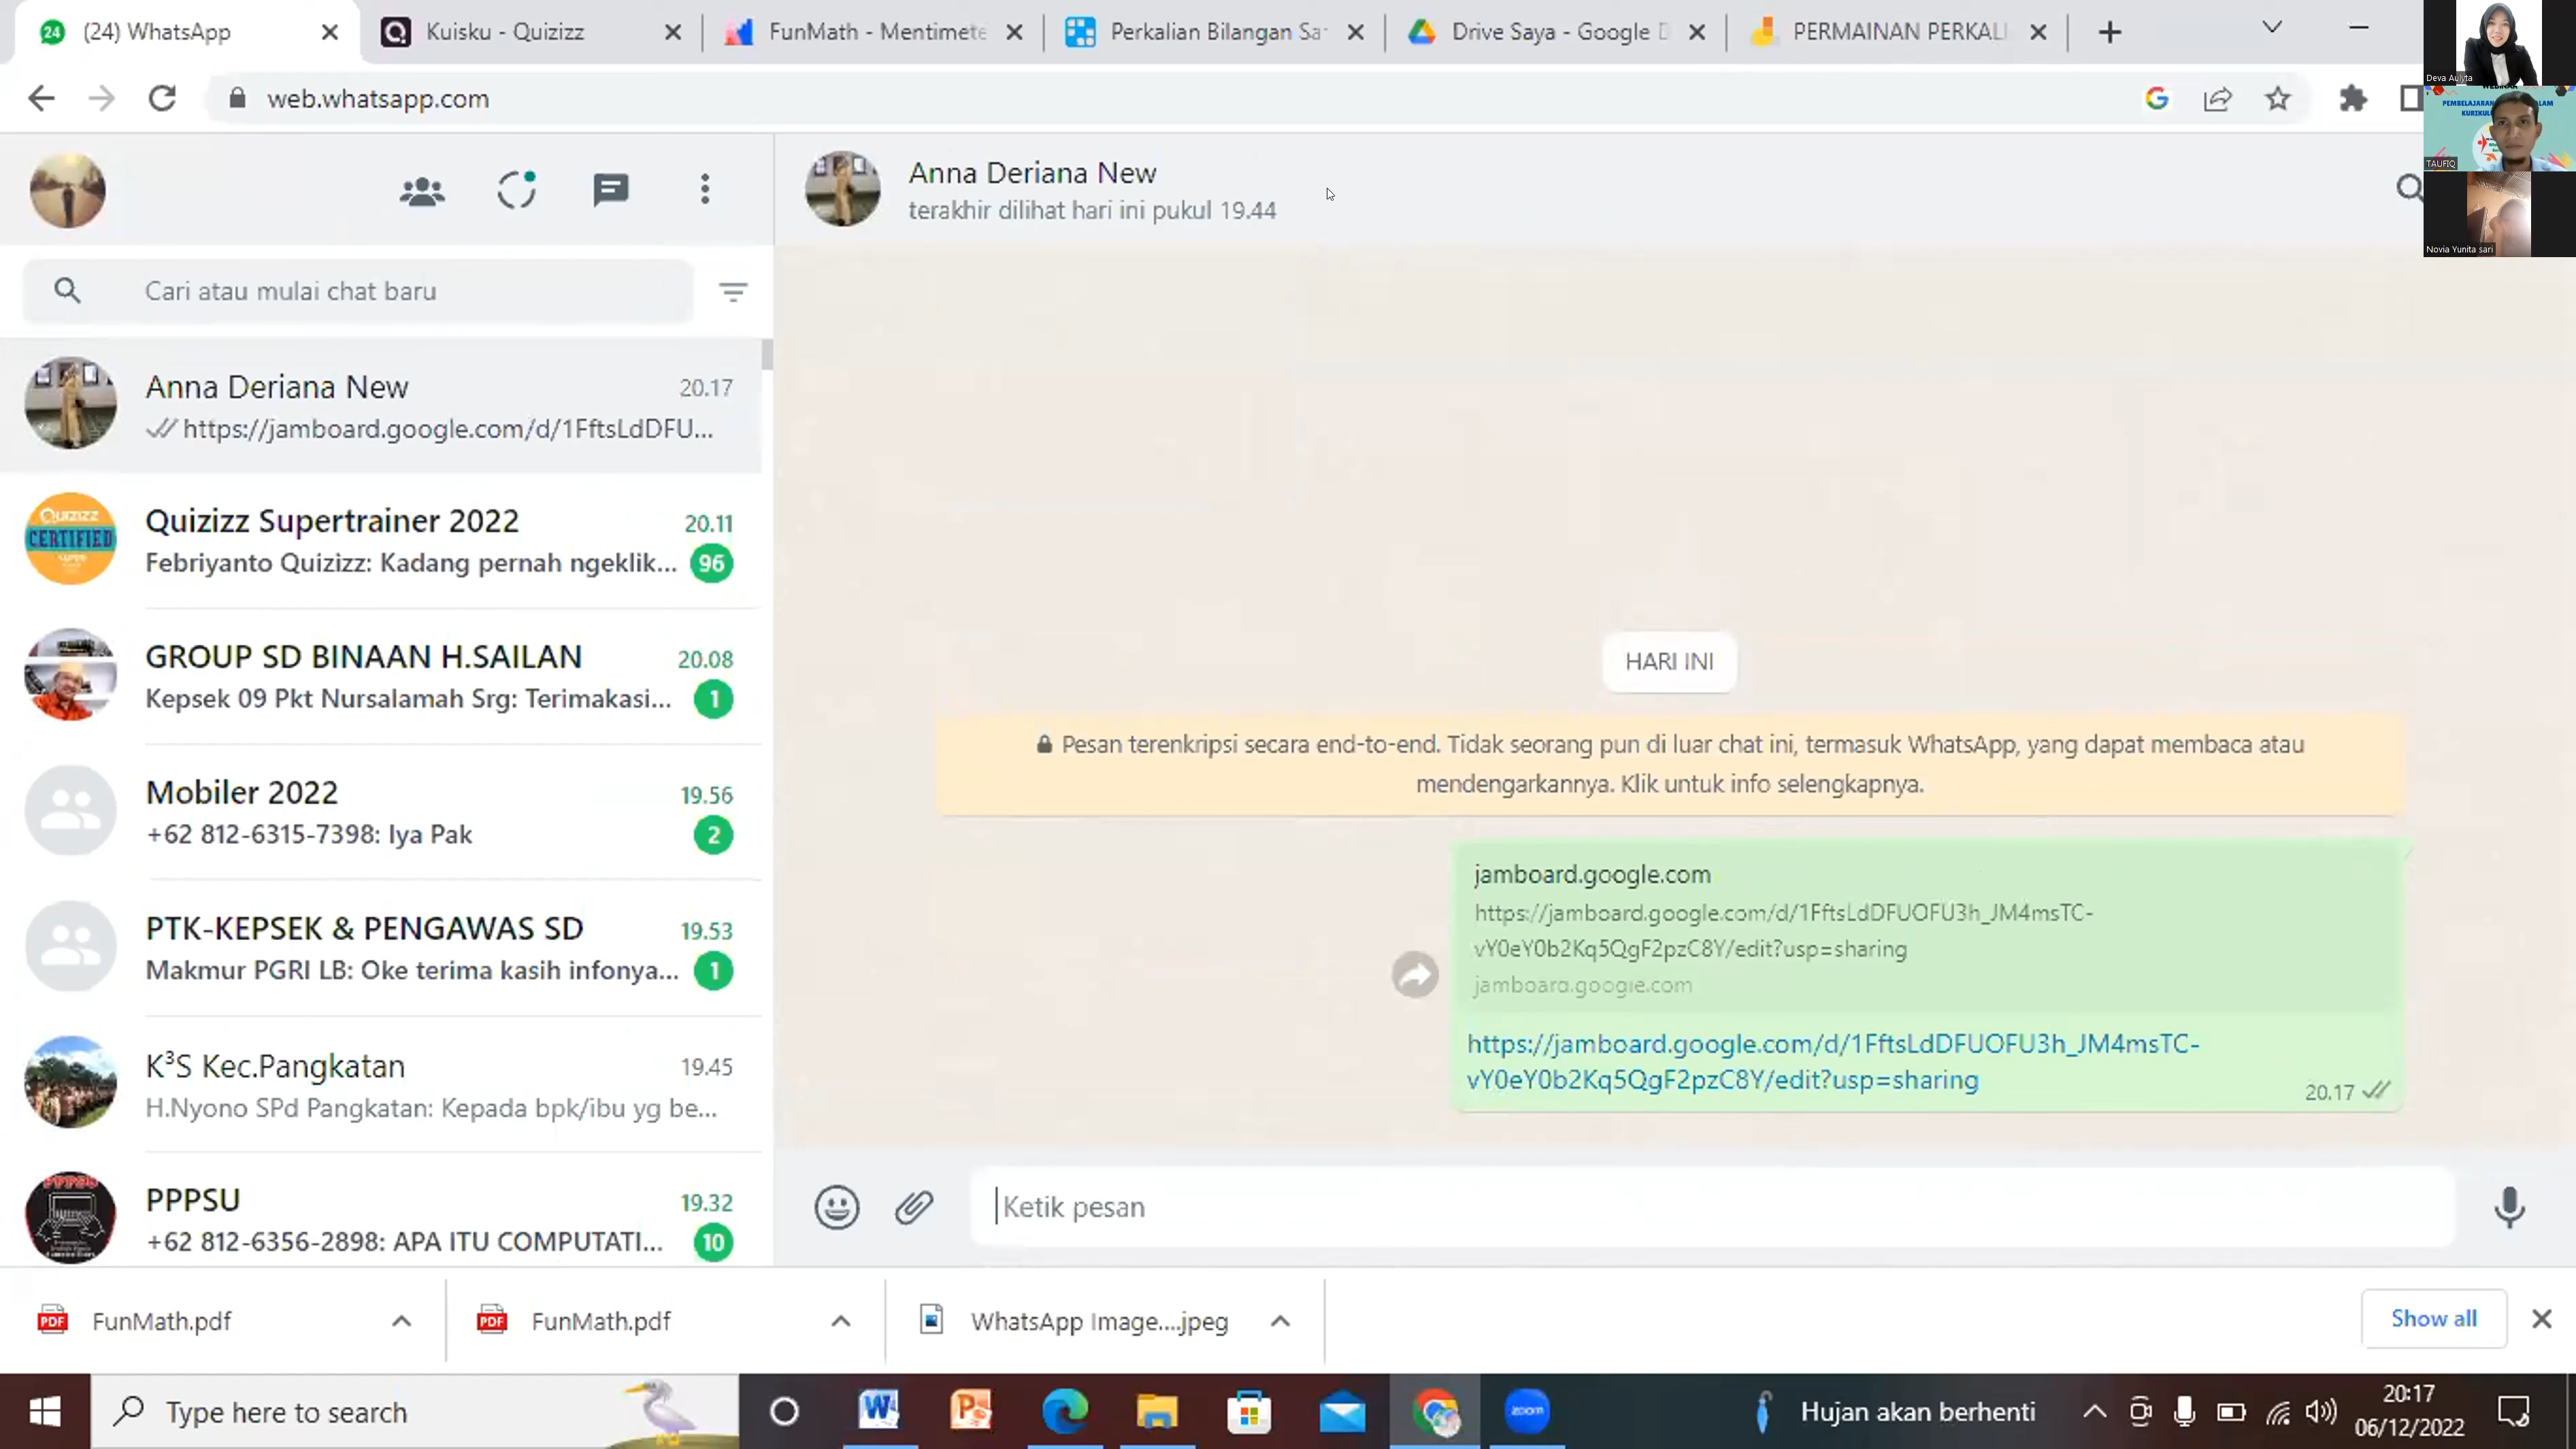 (24) WhatsApp
Kuisku - Quizizz
FunMath - Mentimete
Perkalian Bilangan Sa
Drive Saya - Google D
PERMAINAN PERKALI
web.whatsapp.com
Deva Aulyta
PEMBELAJARAN
TAUFIQ
Novia Yunita sari
Anna Deriana New
terakhir dilihat hari ini pukul 19.44
Cari atau mulai chat baru
Anna Deriana New 20.17
https://jamboard.google.com/d/1FftsLdDFU...
QUIZIZZ
CERTIFIED
Quizizz Supertrainer 2022 20.11
Febriyanto Quizizz: Kadang pernah ngeklik... 96
GROUP SD BINAAN H.SAILAN 20.08
Kepsek 09 Pkt Nursalamah Srg: Terimakasi... 1
Mobiler 2022 19.56
+62 812-6315-7398: Iya Pak 2
PTK-KEPSEK & PENGAWAS SD 19.53
Makmur PGRI LB: Oke terima kasih infonya... 1
K³S Kec.Pangkatan 19.45
H.Nyono SPd Pangkatan: Kepada bpk/ibu yg be...
PPPSU 19.32
+62 812-6356-2898: APA ITU COMPUTATI... 10
HARI INI
Pesan terenkripsi secara end-to-end. Tidak seorang pun di luar chat ini, termasuk WhatsApp, yang dapat membaca atau
mendengarkannya. Klik untuk info selengkapnya.
jamboard.google.com
https://jamboard.google.com/d/1FftsLdDFUOFU3h_JM4msTC-
vY0eY0b2Kq5QgF2pzC8Y/edit?usp=sharing
jamboard.google.com
https://jamboard.google.com/d/1FftsLdDFUOFU3h_JM4msTC-
vY0eY0b2Kq5QgF2pzC8Y/edit?usp=sharing
20.17
Ketik pesan
FunMath.pdf
FunMath.pdf
WhatsApp Image....jpeg
Show all
Type here to search
zoom
Hujan akan berhenti
20:17
06/12/2022